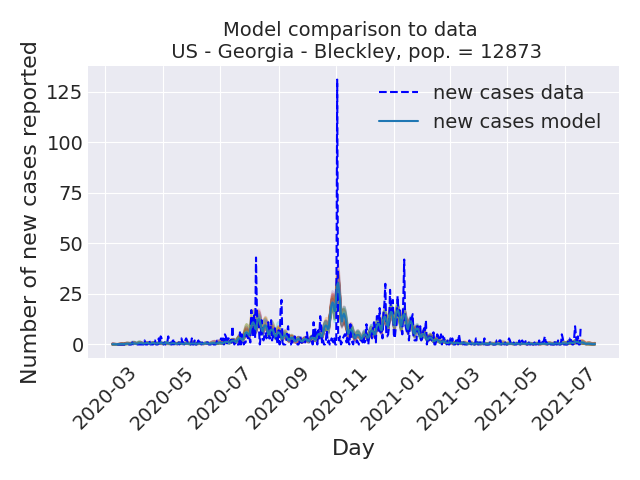 Model comparison to data
US - Georgia - Bleckley, pop. = 12873
Number of new cases reported
125
100
75
50
25
0
new cases data
new cases model
2020-03
2020-05
2020-07
2020-09
2020-11
2021-01
2021-03
2021-05
2021-07
Day